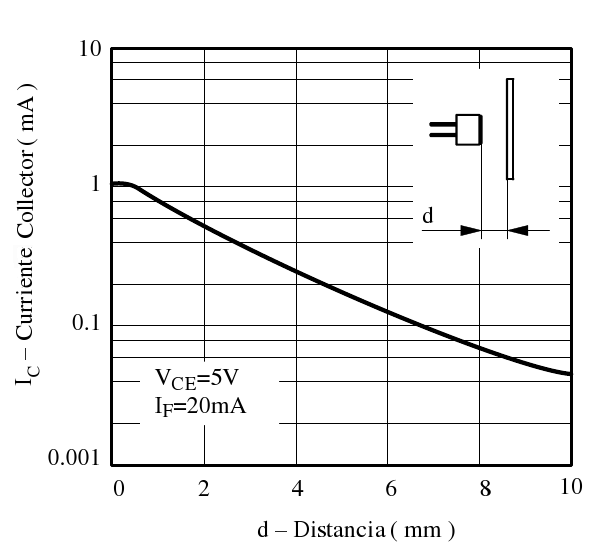 10
1
0.1
0.001
I_C – Curriente Collector ( mA )
d
V_CE=5V
I_F=20mA
0 2 4 6 8 10
d – Distancia ( mm )